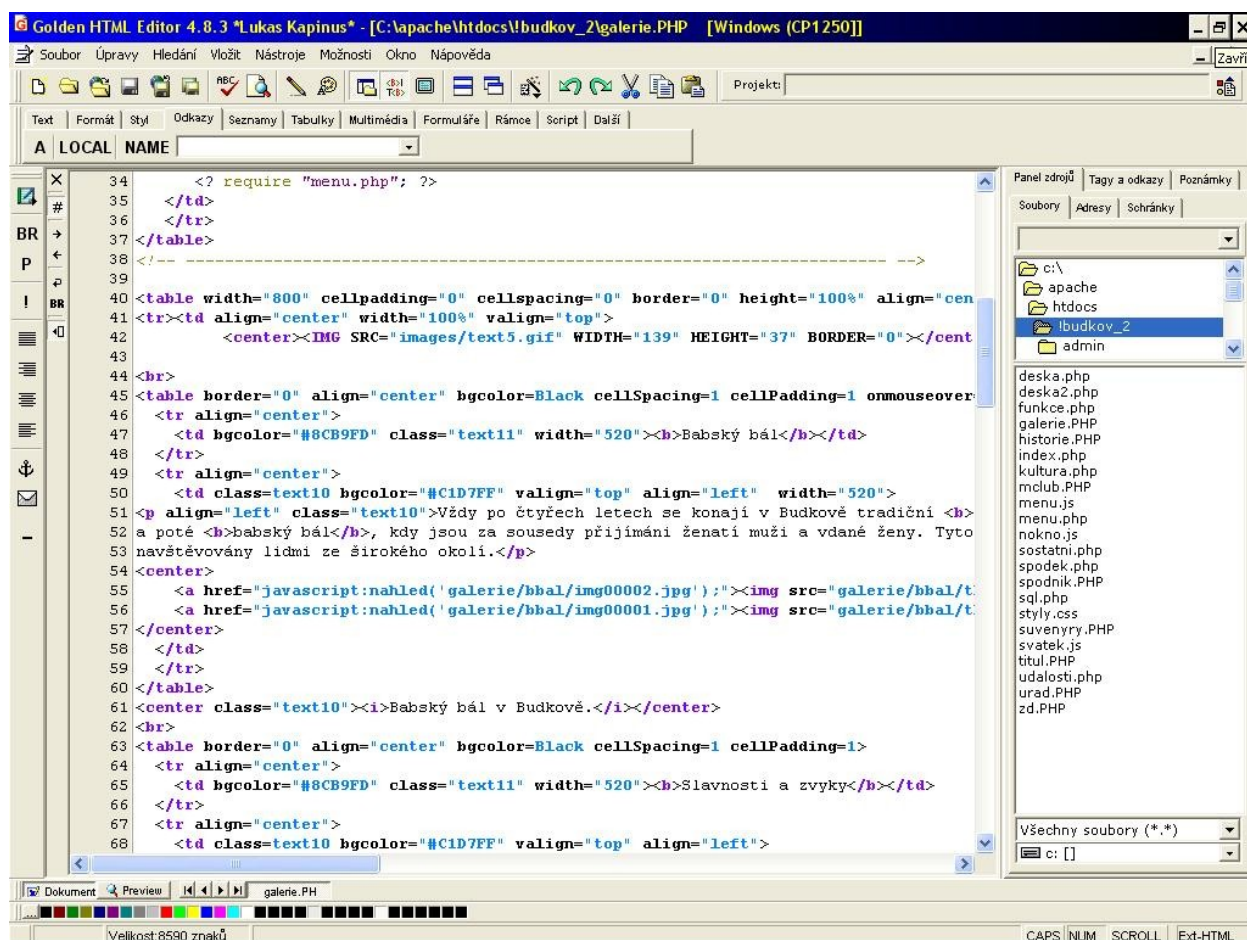 Golden HTML Editor 4.8.3 *Lukas Kapinus* - [C:\apache\htdocs\!budkov_2\galerie.PHP [Windows (CP1250]]
Soubor Úpravy Hledání Vložit Nástroje Možnosti Okno Nápověda
Zavří
ABC
Projekt:
Text Formát Styl Odkazy Seznamy Tabulky Multimédia Formuláře Rámce Script Další
A LOCAL NAME
BR
P
!
#
BR
34 <? require "menu.php"; ?>
35 </td>
36 </tr>
37 </table>
38 <!-- ----------------------------------------------------------------- -->
39
40 <table width="800" cellpadding="0" cellspacing="0" border="0" height="100%" align="cen
41 <tr><td align="center" width="100%" valign="top">
42 <center><IMG SRC="images/text5.gif" WIDTH="139" HEIGHT="37" BORDER="0"></cent
43
44 <br>
45 <table border="0" align="center" bgcolor=Black cellSpacing=1 cellPadding=1 onmouseover
46 <tr align="center">
47 <td bgcolor="#8CB9FD" class="text11" width="520"><b>Babský bál</b></td>
48 </tr>
49 <tr align="center">
50 <td class=text10 bgcolor="#C1D7FF" valign="top" align="left" width="520">
51 <p align="left" class="text10">Vždy po čtyřech letech se konají v Budkově tradiční <b>
52 a poté <b>babský bál</b>, kdy jsou za sousedy přijímáni ženatí muži a vdané ženy. Tyto
53 navštěvovány lidmi ze širokého okolí.</p>
54 <center>
55 <a href="javascript:nahled('galerie/bbal/img00002.jpg');"><img src="galerie/bbal/t
56 <a href="javascript:nahled('galerie/bbal/img00001.jpg');"><img src="galerie/bbal/t
57 </center>
58 </td>
59 </tr>
60 </table>
61 <center class="text10"><i>Babský bál v Budkově.</i></center>
62 <br>
63 <table border="0" align="center" bgcolor=Black cellSpacing=1 cellPadding=1>
64 <tr align="center">
65 <td bgcolor="#8CB9FD" class="text11" width="520"><b>Slavnosti a zvyky</b></td>
66 </tr>
67 <tr align="center">
68 <td class=text10 bgcolor="#C1D7FF" valign="top" align="left">
Panel zdrojů Tagy a odkazy Poznámky
Soubory Adresy Schránky
c:\
apache
htdocs
!budkov_2
admin
deska.php
deska2.php
funkce.php
galerie.PHP
historie.PHP
index.php
kultura.php
mclub.PHP
menu.js
menu.php
nokno.js
sostatni.php
spodek.php
spodnik.PHP
sql.php
styly.css
suvenyry.PHP
svatek.js
titul.PHP
udalosti.php
urad.PHP
zd.PHP
Všechny soubory (*.*)
c: []
Dokument Preview galerie.PH
Velikost:8590 znaků CAPS NUM SCROLL Ext-HTML